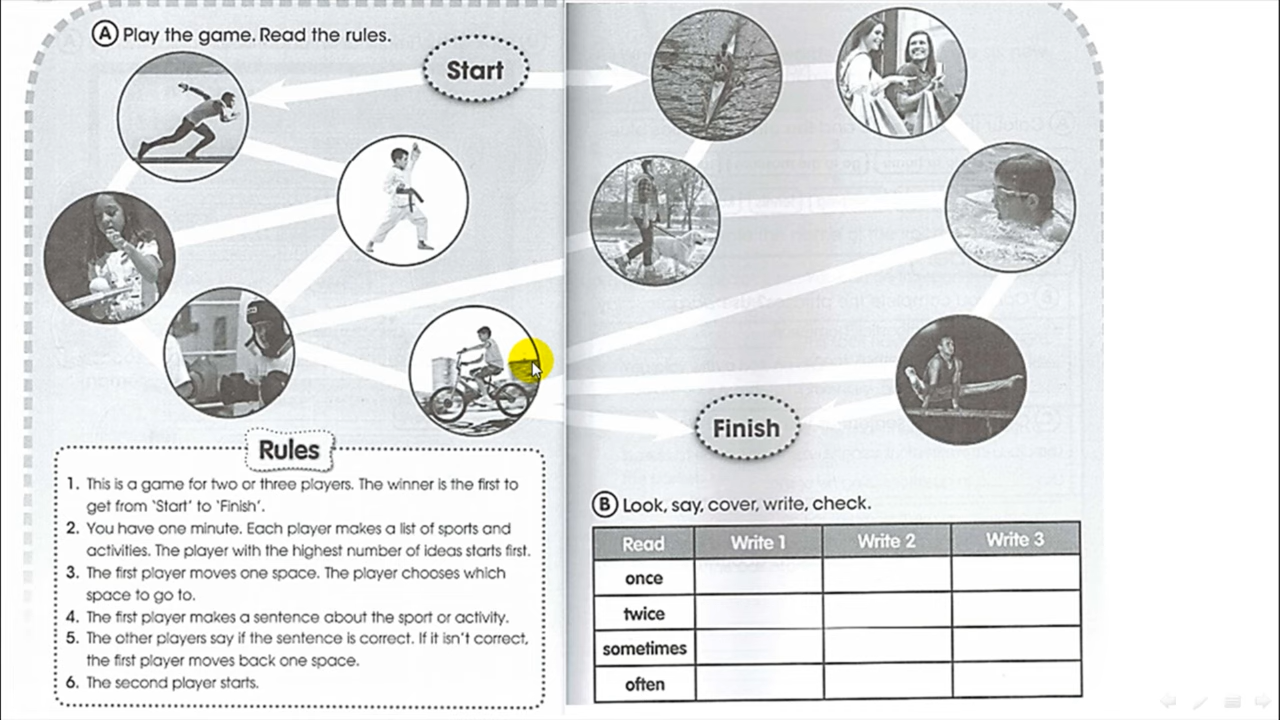 A Play the game. Read the rules.
Start
Finish
Rules
1. This is a game for two or three players. The winner is the first to
get from ‘Start’ to ‘Finish’.
2. You have one minute. Each player makes a list of sports and
activities. The player with the highest number of ideas starts first.
3. The first player moves one space. The player chooses which
space to go to.
4. The first player makes a sentence about the sport or activity.
5. The other players say if the sentence is correct. If it isn’t correct,
the first player moves back one space.
6. The second player starts.
B Look, say, cover, write, check.
Read Write 1 Write 2 Write 3
once
twice
sometimes
often